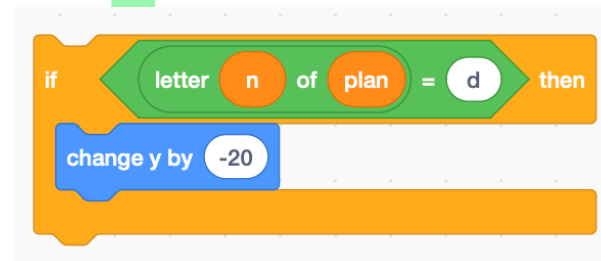 if letter n of plan = d then
change y by -20